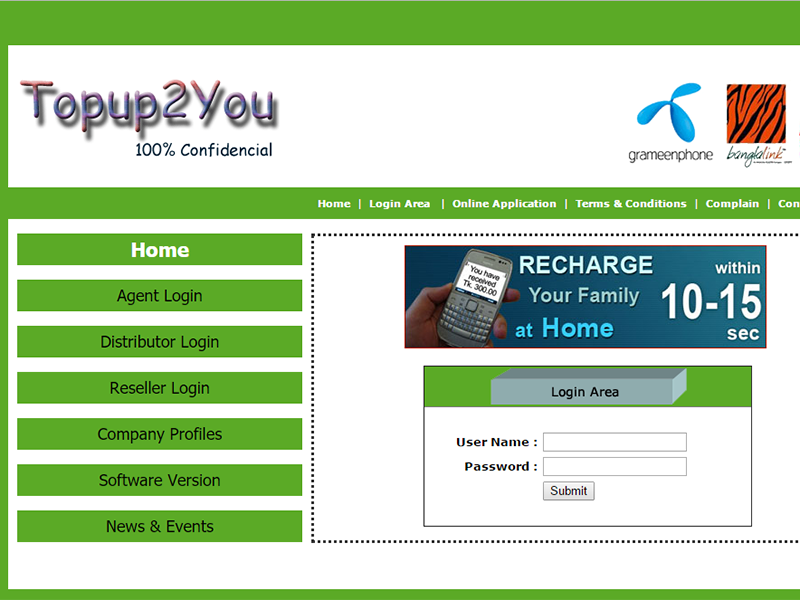 Topup2You
100% Confidencial
grameenphone
banglalink
Home | Login Area | Online Application | Terms & Conditions | Complain |
Home
Agent Login
Distributor Login
Reseller Login
Company Profiles
Software Version
News & Events
You have
received
Tk. 300.00
RECHARGE
Your Family
at Home
within
10-15
sec
Login Area
User Name :
Password :
Submit